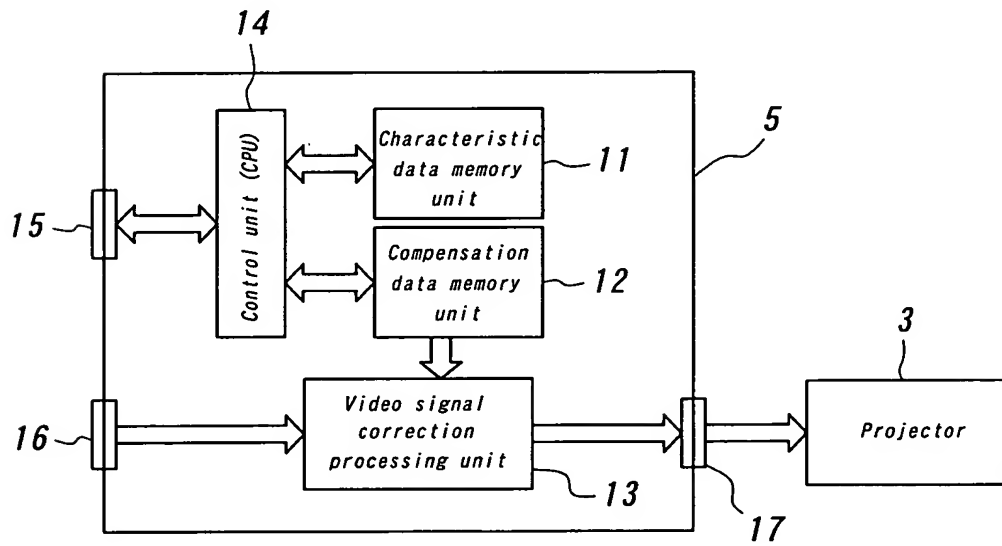 14
Control unit (CPU)
Characteristic
data memory
unit
11
5
15
Compensation
data memory
unit
12
3
16
Video signal
correction
processing unit
13
17
Projector